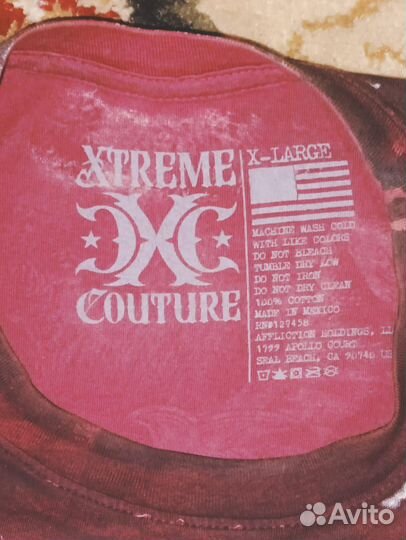 XTREME
COUTURE
X-LARGE
MACHINE WASH COLD
WITH LIKE COLORS
DO NOT BLEACH
TUMBLE DRY LOW
DO NOT IRON
DO NOT DRY CLEAN
100% COTTON
MADE IN MEXICO
RN#127458
AFFLICTION HOLDINGS, LL
1799 APOLLO COURT
SEAL BEACH, CA 90740 US
Avito